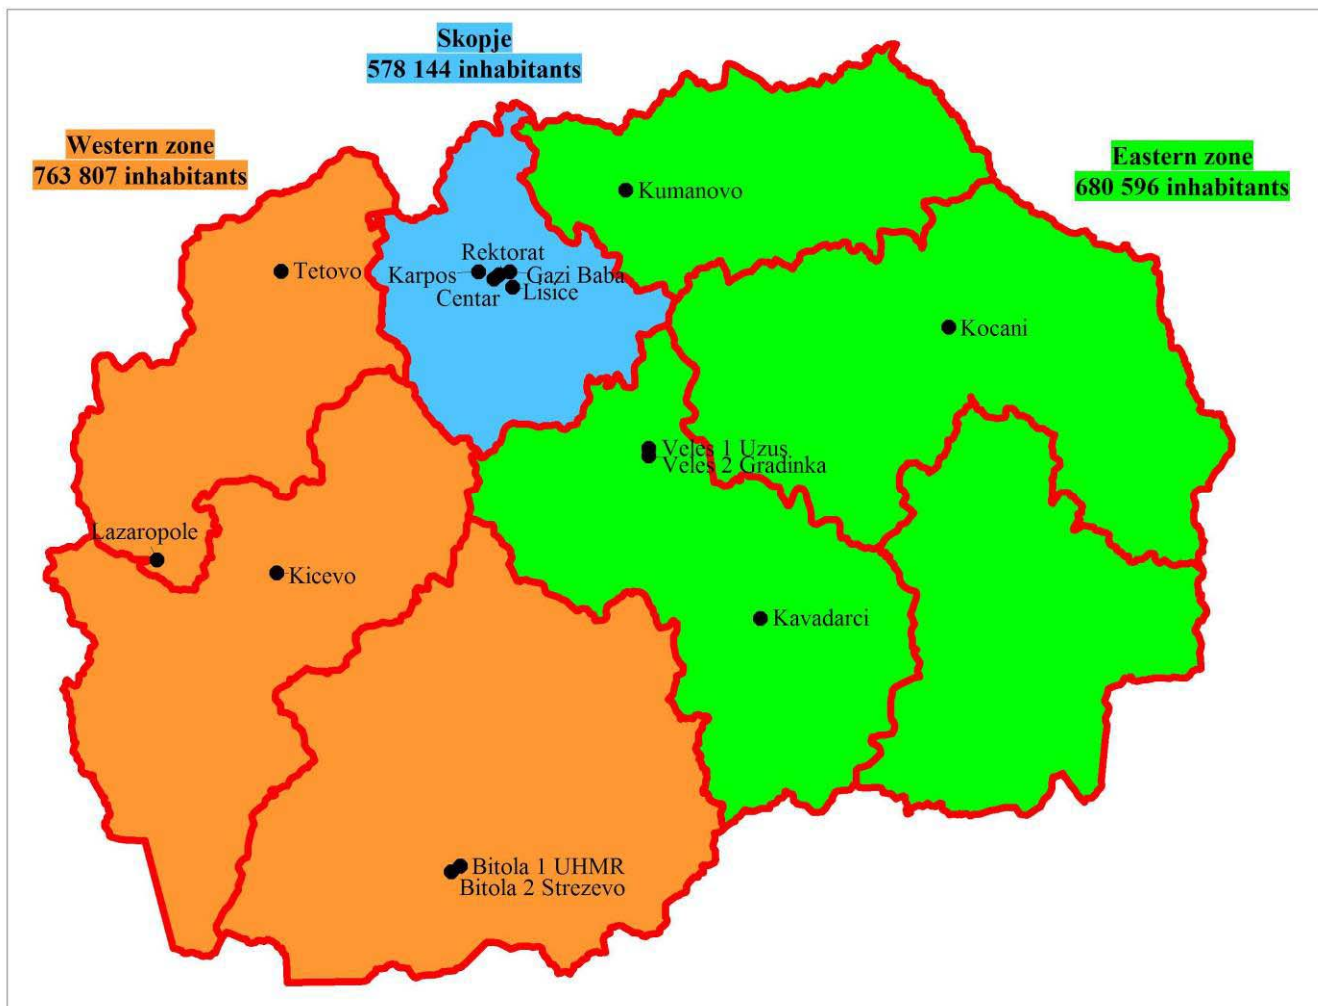 Skopje
578 144 inhabitants
Western zone
763 807 inhabitants
Eastern zone
680 596 inhabitants
Kumanovo
Tetovo
Rektorat
Karpos
Gazi Baba
Centar
Lisice
Kocani
Veles 1 Uzus
Veles 2 Gradinka
Lazaropole
Kicevo
Kavadarci
Bitola 1 UHMR
Bitola 2 Strezevo